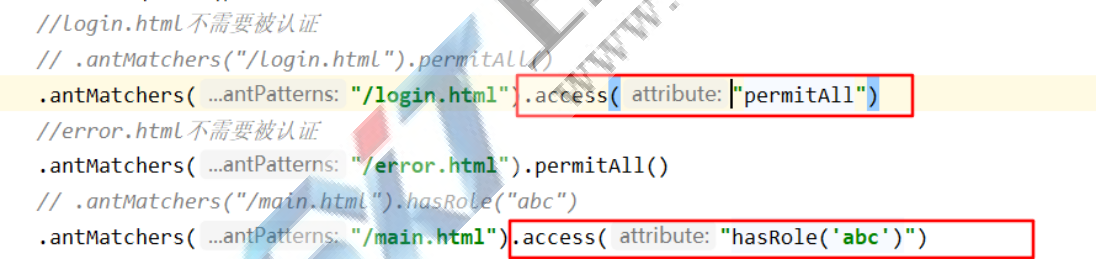 //login.html不需要被认证
// .antMatchers("/login.html").permitAll()
.antMatchers( ...antPatterns: "/login.html").access( attribute: "permitAll")
//error.html不需要被认证
.antMatchers( ...antPatterns: "/error.html").permitAll()
// .antMatchers("/main.html").hasRole("abc")
.antMatchers( ...antPatterns: "/main.html").access( attribute: "hasRole('abc')")